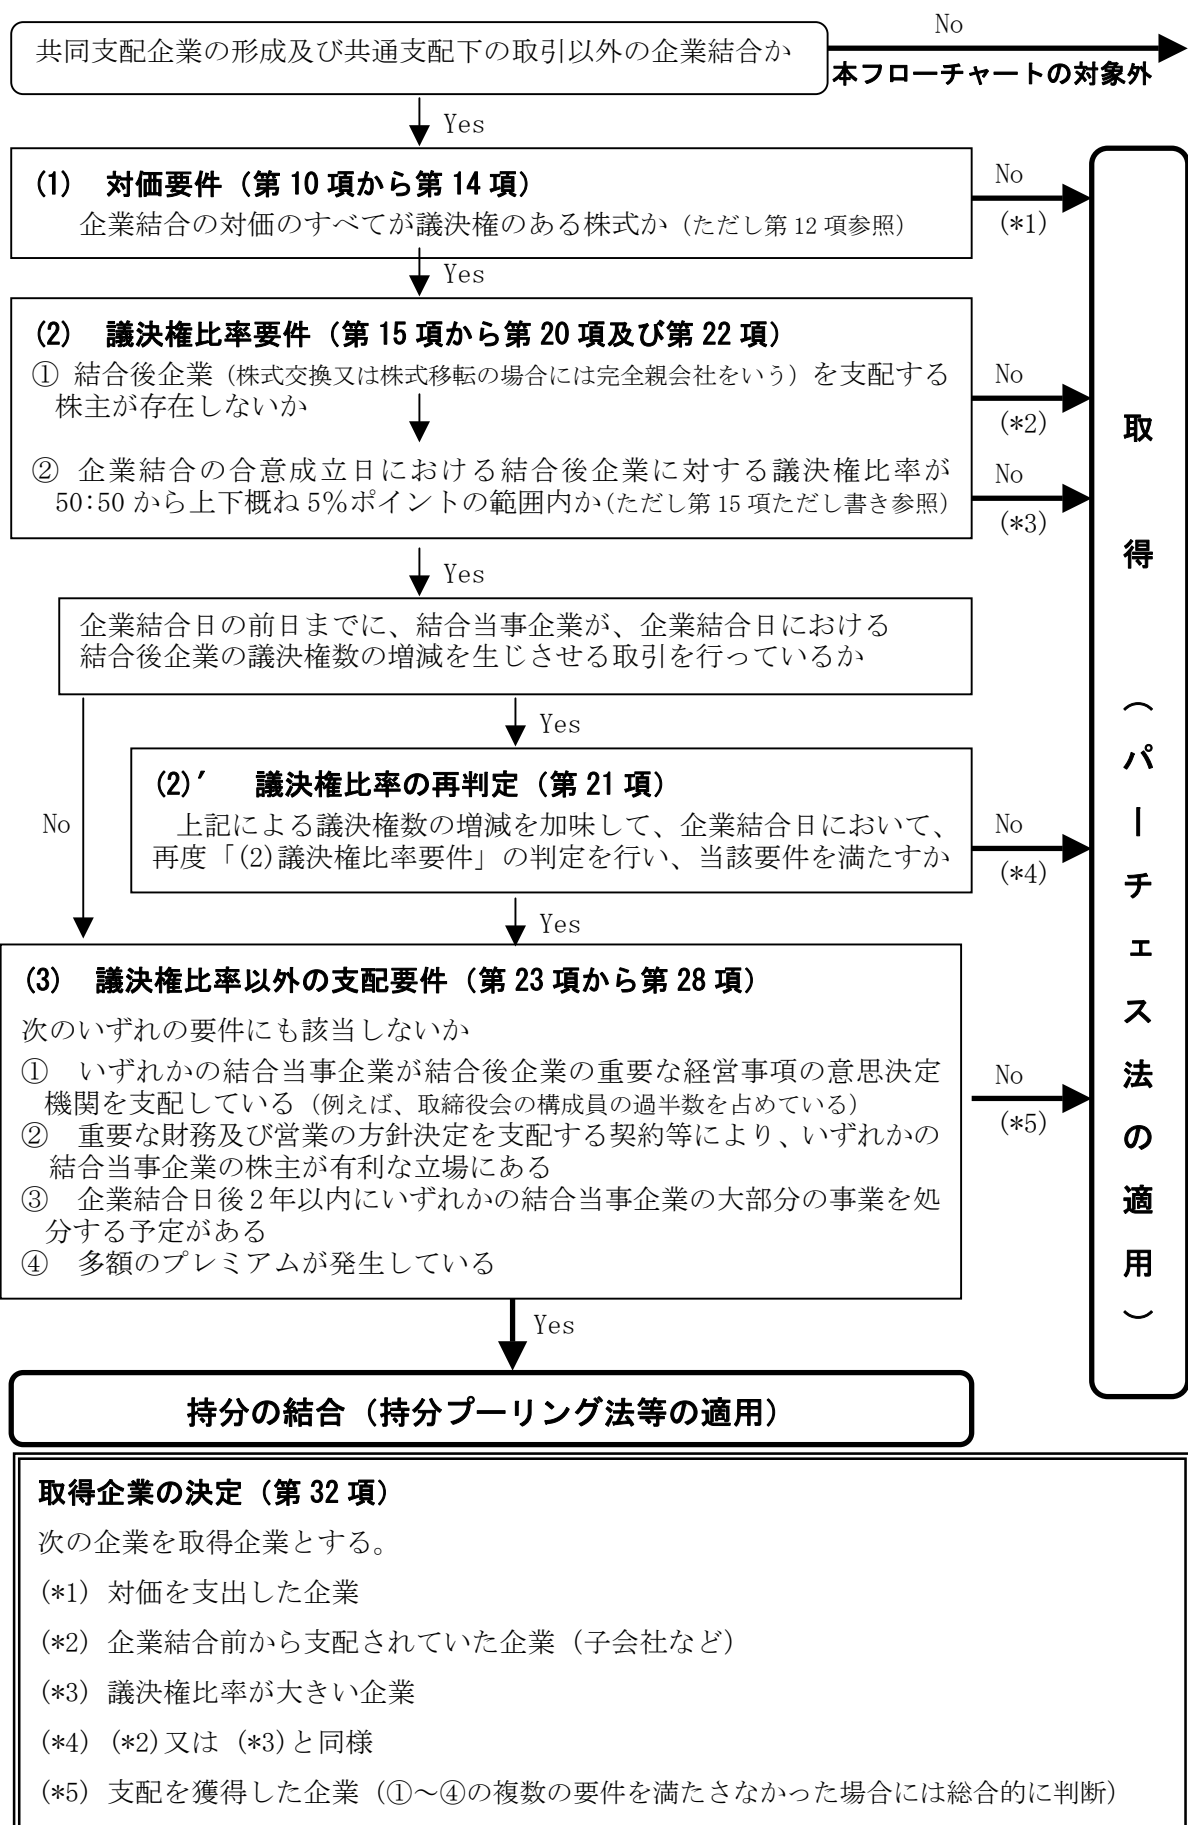 No
共同支配企業の形成及び共通支配下の取引以外の企業結合か
本フローチャートの対象外
Yes
(1)　対価要件（第 10 項から第 14 項）
企業結合の対価のすべてが議決権のある株式か（ただし第 12 項参照）
No
(*1)
Yes
(2)　議決権比率要件（第 15 項から第 20 項及び第 22 項）
① 結合後企業（株式交換又は株式移転の場合には完全親会社をいう）を支配する
株主が存在しないか
No
(*2)
② 企業結合の合意成立日における結合後企業に対する議決権比率が
50:50 から上下概ね 5%ポイントの範囲内か(ただし第 15 項ただし書き参照)
No
(*3)
Yes
企業結合日の前日までに、結合当事企業が、企業結合日における
結合後企業の議決権数の増減を生じさせる取引を行っているか
Yes
(2)′　議決権比率の再判定（第 21 項）
上記による議決権数の増減を加味して、企業結合日において、
再度「(2)議決権比率要件」の判定を行い、当該要件を満たすか
No
No
(*4)
Yes
(3)　議決権比率以外の支配要件（第 23 項から第 28 項）
次のいずれの要件にも該当しないか
①　いずれかの結合当事企業が結合後企業の重要な経営事項の意思決定
機関を支配している（例えば、取締役会の構成員の過半数を占めている）
②　重要な財務及び営業の方針決定を支配する契約等により、いずれかの
結合当事企業の株主が有利な立場にある
③　企業結合日後２年以内にいずれかの結合当事企業の大部分の事業を処
分する予定がある
④　多額のプレミアムが発生している
No
(*5)
取得（パーチェス法の適用）
Yes
持分の結合（持分プーリング法等の適用）
取得企業の決定（第 32 項）
次の企業を取得企業とする。
(*1) 対価を支出した企業
(*2) 企業結合前から支配されていた企業（子会社など）
(*3) 議決権比率が大きい企業
(*4) (*2)又は (*3)と同様
(*5) 支配を獲得した企業（①～④の複数の要件を満たさなかった場合には総合的に判断）